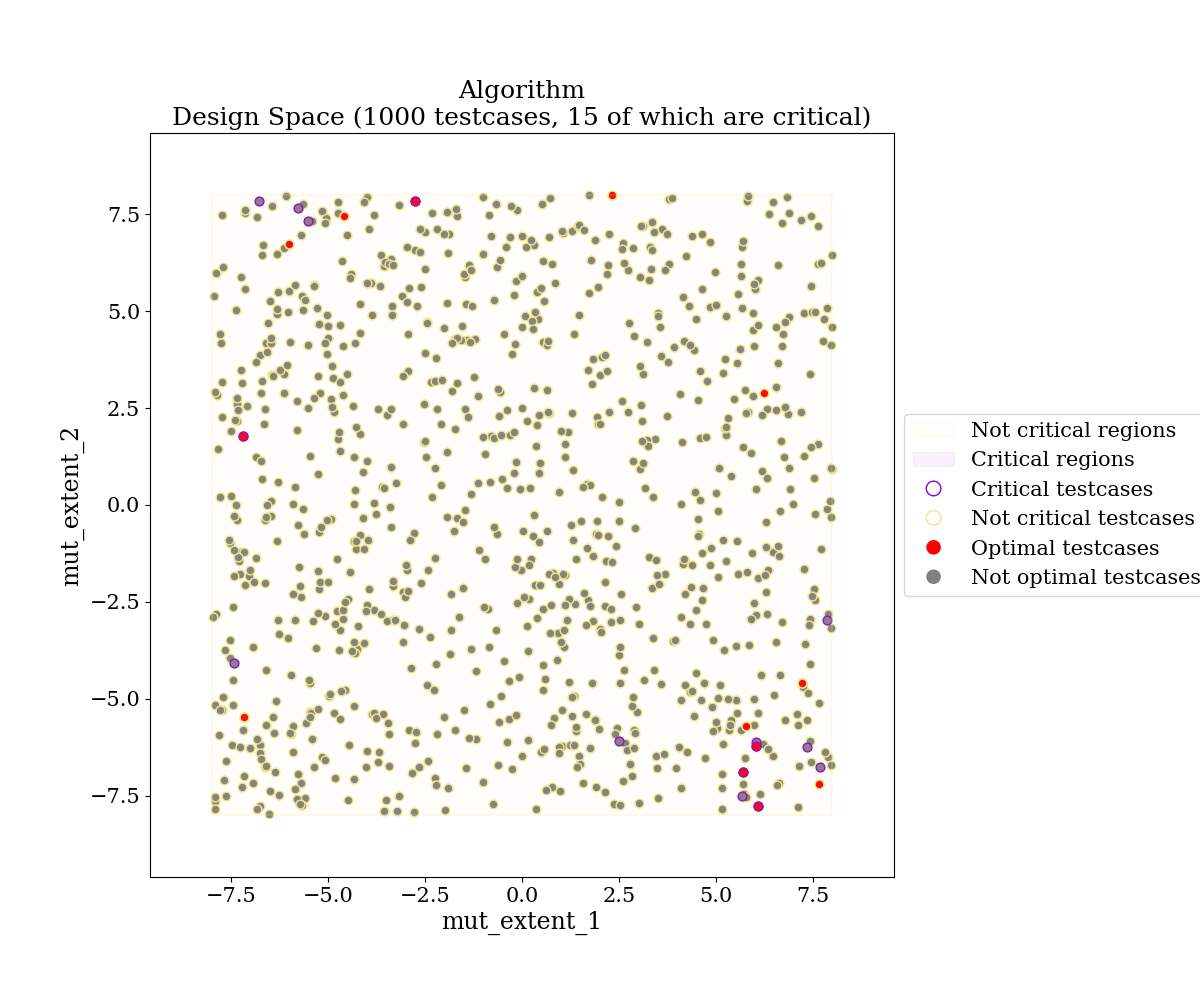 Algorithm
Design Space (1000 testcases, 15 of which are critical)
7.5
5.0
2.5
0.0
−2.5
−5.0
−7.5
mut_extent_2
−7.5
−5.0
−2.5
0.0
2.5
5.0
7.5
mut_extent_1
Not critical regions
Critical regions
Critical testcases
Not critical testcases
Optimal testcases
Not optimal testcases